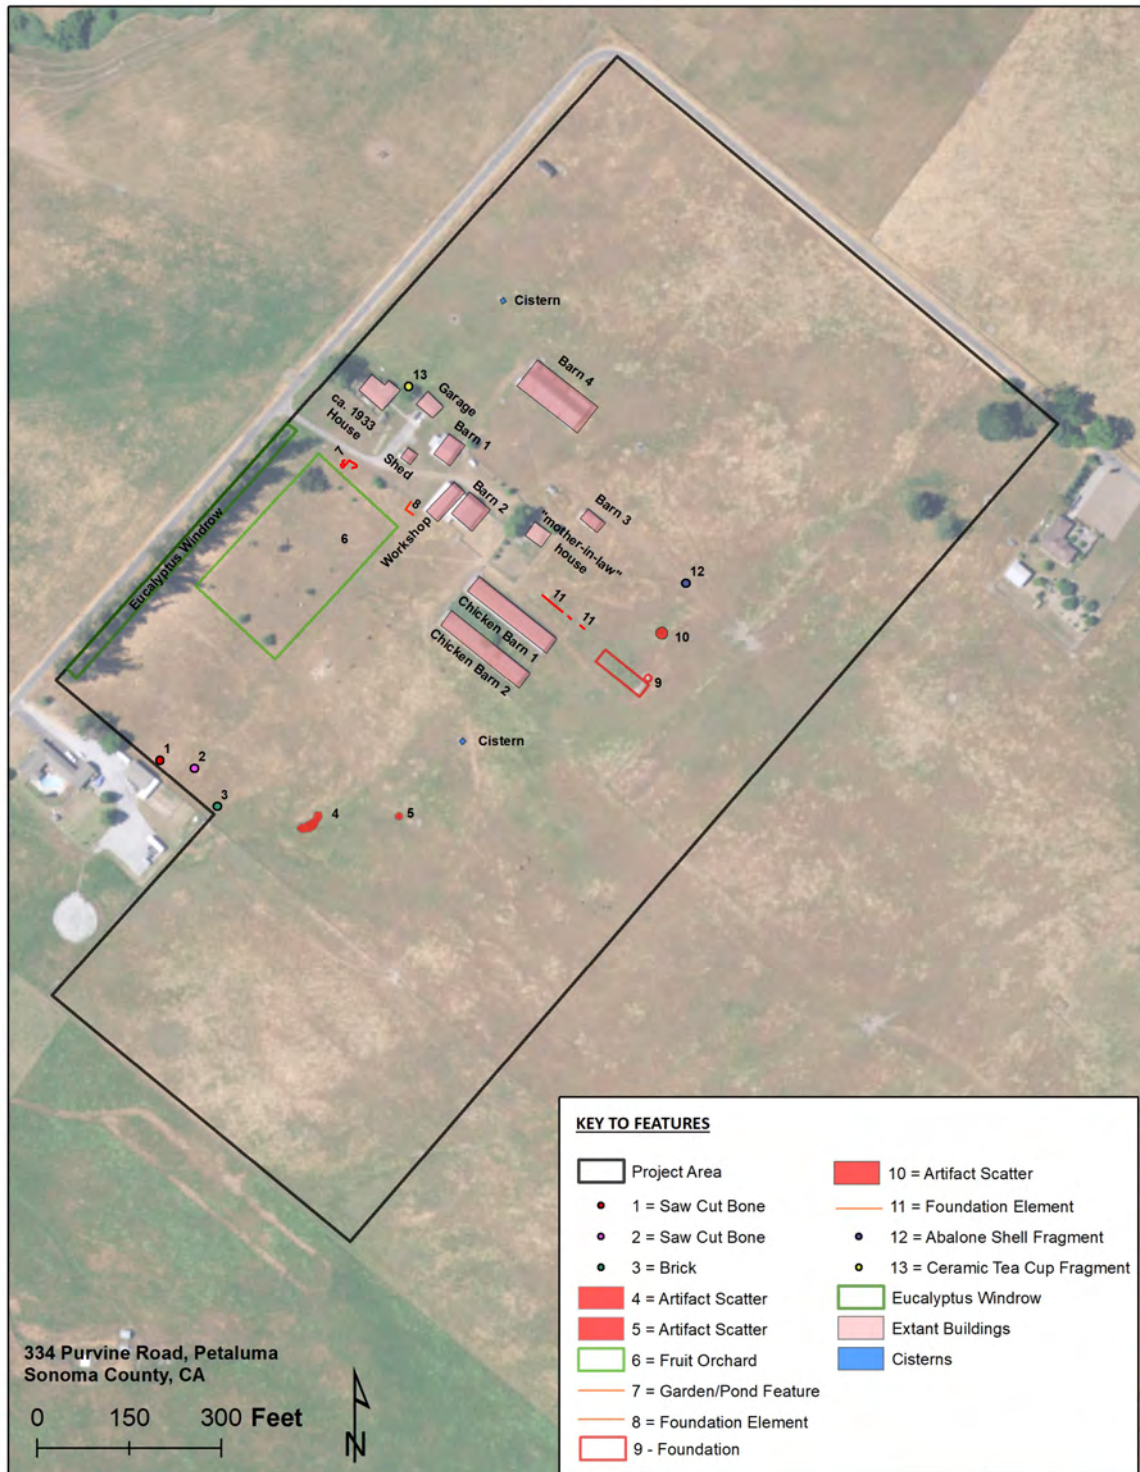 Cistern
Barn 4
13
Garage
ca. 1933
House
Barn 1
7
Shed
8
Barn 2
Workshop
6
Barn 3
"mother-in-law"
house
Eucalyptus Windrow
12
11
11
Chicken Barn 1
10
Chicken Barn 2
9
Cistern
1
2
3
4
5
KEY TO FEATURES
Project Area
1 = Saw Cut Bone
2 = Saw Cut Bone
3 = Brick
4 = Artifact Scatter
5 = Artifact Scatter
6 = Fruit Orchard
7 = Garden/Pond Feature
8 = Foundation Element
9 - Foundation
10 = Artifact Scatter
11 = Foundation Element
12 = Abalone Shell Fragment
13 = Ceramic Tea Cup Fragment
Eucalyptus Windrow
Extant Buildings
Cisterns
334 Purvine Road, Petaluma
Sonoma County, CA
0 150 300 Feet
N